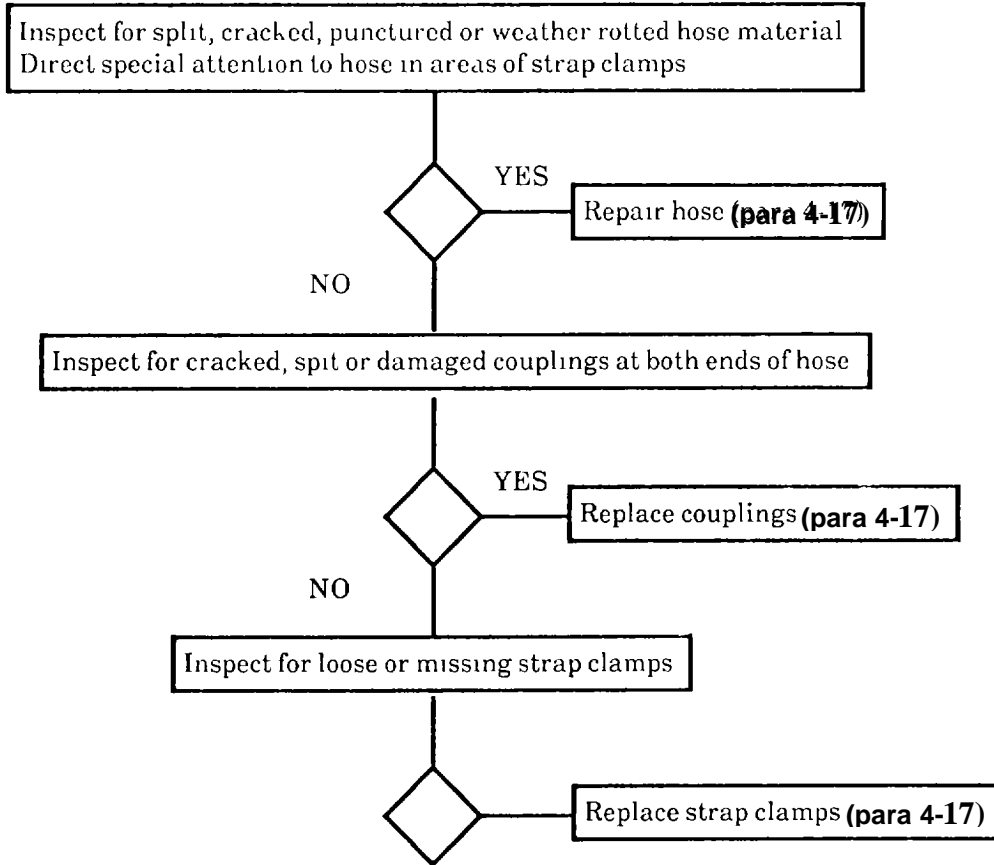 Inspect for split, cracked, punctured or weather rotted hose material
Direct special attention to hose in areas of strap clamps
YES
Repair hose (para 4-17)
NO
Inspect for cracked, spit or damaged couplings at both ends of hose
YES
Replace couplings (para 4-17)
NO
Inspect for loose or missing strap clamps
Replace strap clamps (para 4-17)